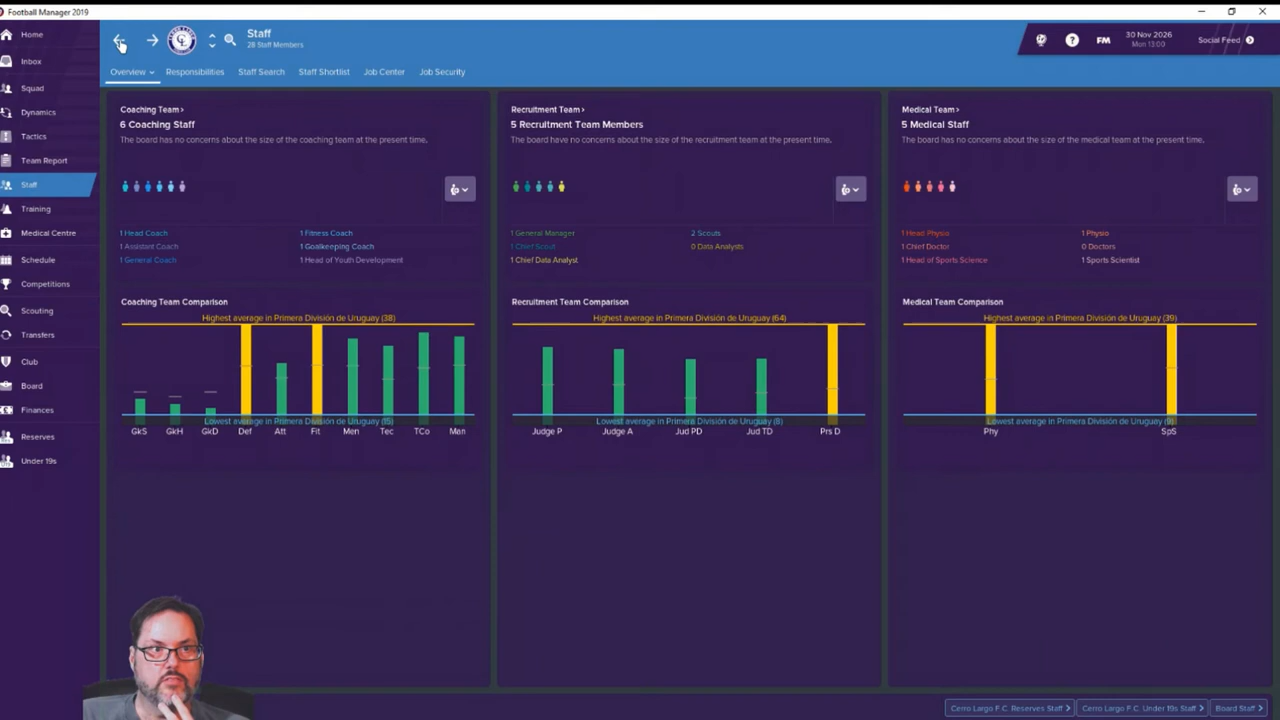 Football Manager 2019
Home
Inbox
Squad
Dynamics
Tactics
Team Report
Staff
Training
Medical Centre
Schedule
Competitions
Scouting
Transfers
Club
Board
Finances
Reserves
Under 19s
Staff
28 Staff Members
FM
30 Nov 2026
Mon 13:00
Social Feed
Overview
Responsibilities
Staff Search
Staff Shortlist
Job Center
Job Security
Coaching Team >
6 Coaching Staff
The board has no concerns about the size of the coaching team at the present time.
1 Head Coach
1 Fitness Coach
1 Assistant Coach
1 Goalkeeping Coach
1 General Coach
1 Head of Youth Development
Coaching Team Comparison
Highest average in Primera División de Uruguay (38)
Lowest average in Primera División de Uruguay (15)
GkS GkH GkD Def Att Fit Men Tec TCo Man
Recruitment Team >
5 Recruitment Team Members
The board have no concerns about the size of the recruitment team at the present time.
1 General Manager
2 Scouts
1 Chief Scout
0 Data Analysts
1 Chief Data Analyst
Recruitment Team Comparison
Highest average in Primera División de Uruguay (64)
Lowest average in Primera División de Uruguay (8)
Judge P Judge A Jud PD Jud TD Prs D
Medical Team >
5 Medical Staff
The board has no concerns about the size of the medical team at the present time.
1 Head Physio
1 Physio
1 Chief Doctor
0 Doctors
1 Head of Sports Science
1 Sports Scientist
Medical Team Comparison
Highest average in Primera División de Uruguay (39)
Lowest average in Primera División de Uruguay
Phy SpS
Cerro Largo F.C. Reserves Staff >
Cerro Largo F.C. Under 19s Staff >
Board Staff >